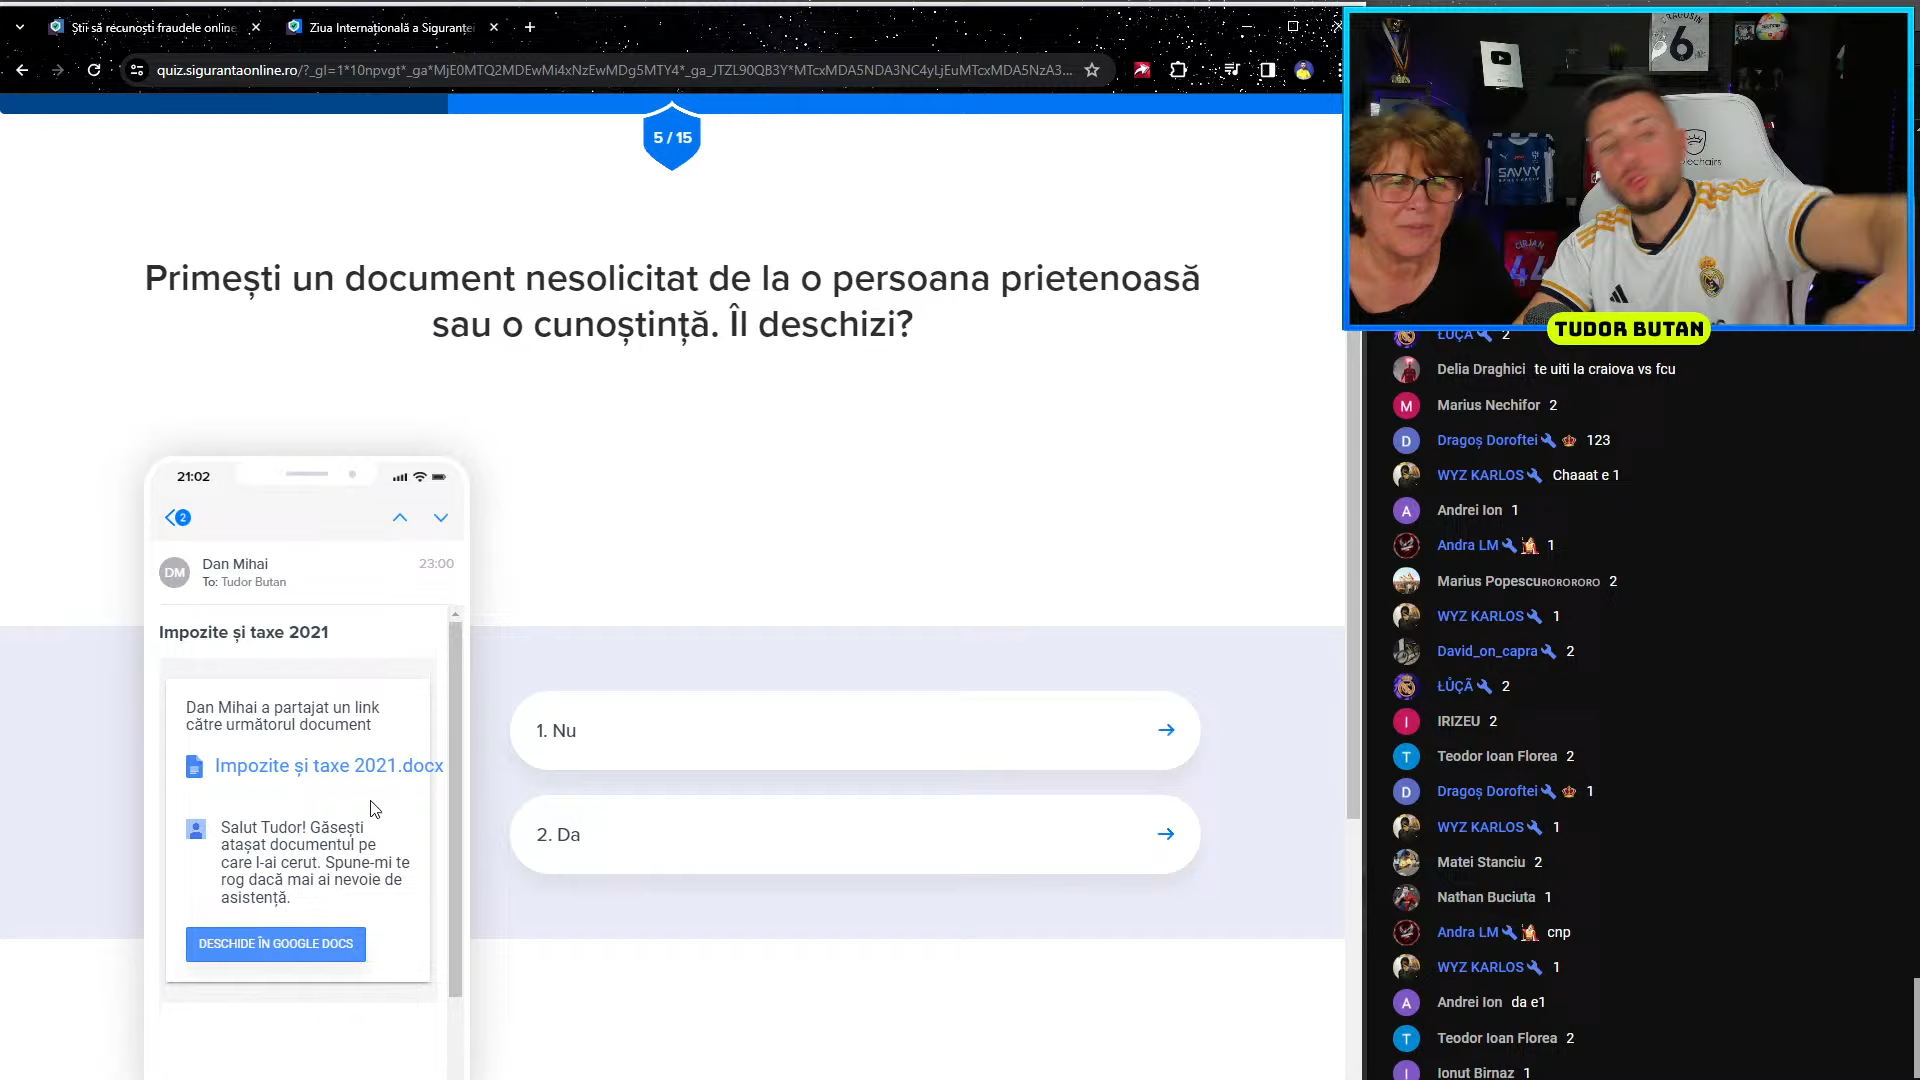 Știi să recunoști fraudele online
Ziua Internațională a Siguranței
quiz.sigurantaonline.ro/?_gl=1*10npvgt*_ga*MjE0MTQ2MDEwMi4xNzEwMDg5MTY4*_ga_JTZL90QB3Y*MTcxMDA5NDA3NC4yLjEuMTcxMDA5NzA3...
5 / 15
Primești un document nesolicitat de la o persoana prietenoasă
sau o cunoștință. Îl deschizi?
21:02
2
DM
Dan Mihai
23:00
To: Tudor Butan
Impozite și taxe 2021
Dan Mihai a partajat un link
către următorul document
Impozite și taxe 2021.docx
Salut Tudor! Găsești
atașat documentul pe
care l-ai cerut. Spune-mi te
rog dacă mai ai nevoie de
asistență.
DESCHIDE ÎN GOOGLE DOCS
1. Nu
2. Da
DRAGUSIN
6
SAVVY
CIRJAN
44
TUDOR BUTAN
ŁŮÇÃ 2
Delia Draghici te uiti la craiova vs fcu
M Marius Nechifor 2
D Dragoș Doroftei 123
WYZ KARLOS Chaaat e 1
A Andrei Ion 1
Andra LM 1
Marius Popescuʀᴏʀᴏʀᴏʀᴏ 2
WYZ KARLOS 1
David_on_capra 2
ŁŮÇÃ 2
I IRIZEU 2
T Teodor Ioan Florea 2
D Dragoș Doroftei 1
WYZ KARLOS 1
Matei Stanciu 2
Nathan Buciuta 1
Andra LM cnp
WYZ KARLOS 1
A Andrei Ion da e1
T Teodor Ioan Florea 2
I Ionut Birnaz 1